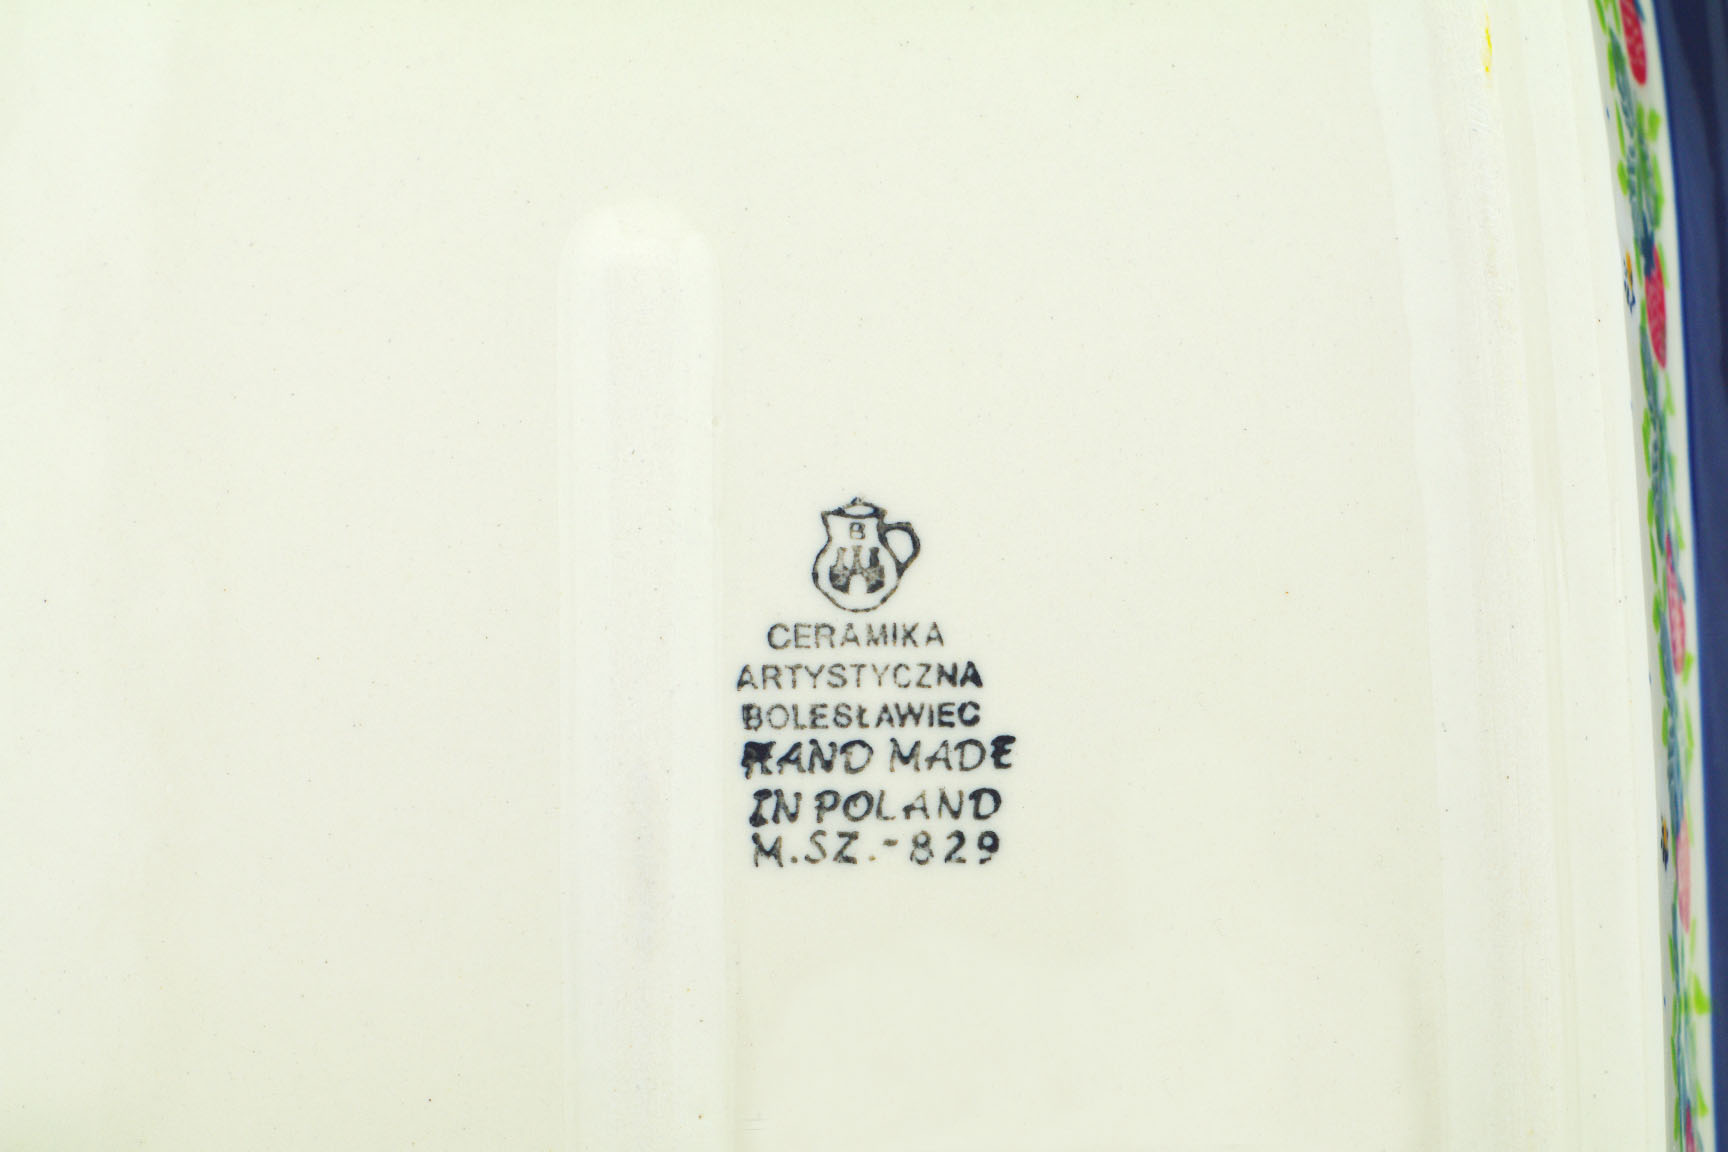 B
CERAMIKA
ARTYSTYCZNA
BOLESŁAWIEC
HAND MADE
IN POLAND
M.SZ.-829